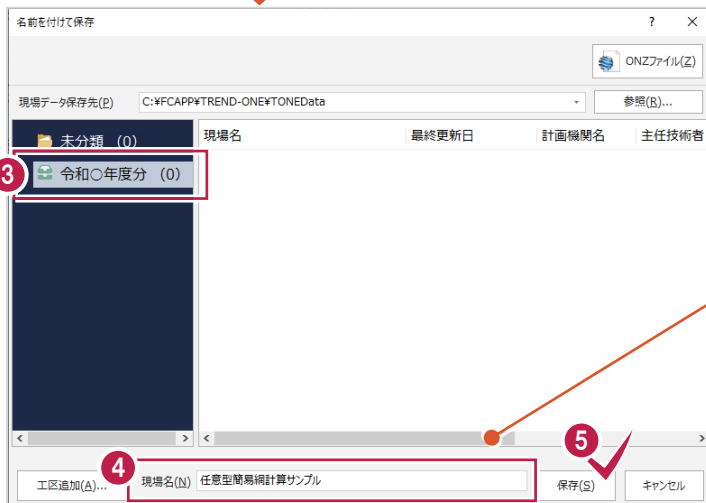 名前を付けて保存
? ×
ONZファイル(Z)
現場データ保存先(P) C:¥FCAPP¥TREND-ONE¥TONEData 参照(R)...
未分類 (0) 現場名 最終更新日 計画機関名 主任技術者
3 令和○年度分 (0)
4 5
工区追加(A)... 現場名(N) 任意型簡易網計算サンプル 保存(S) キャンセル